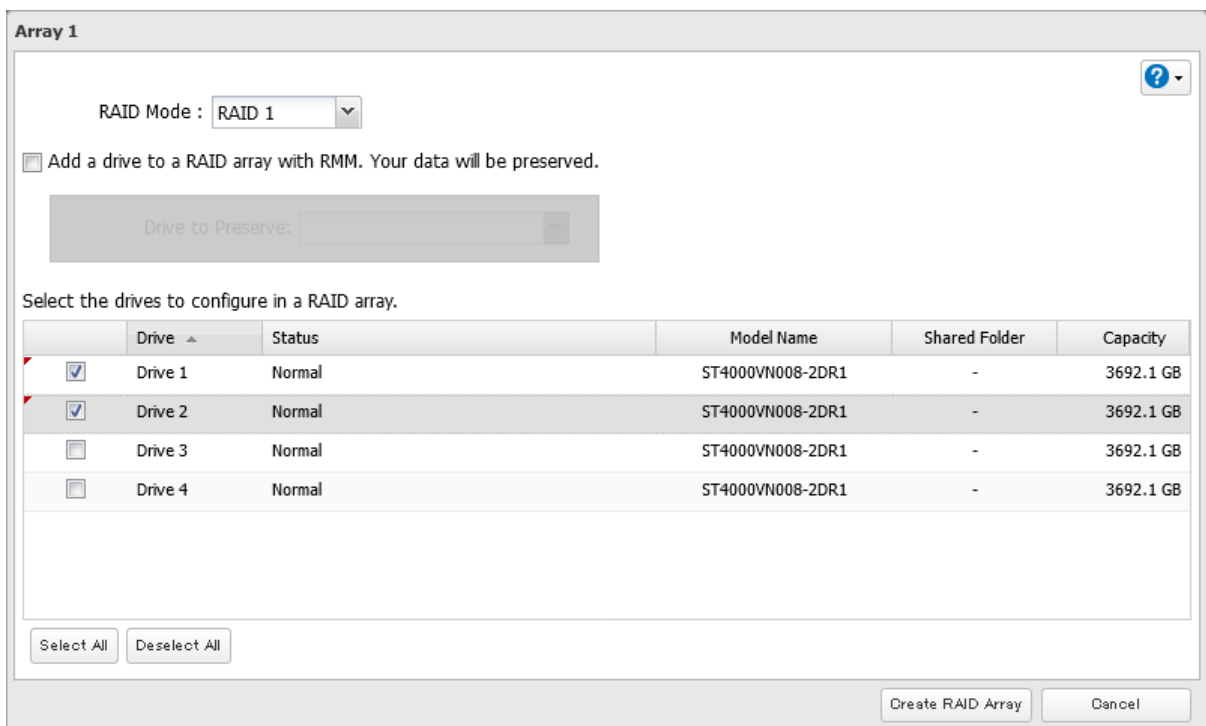 Array 1
RAID Mode : RAID 1
Add a drive to a RAID array with RMM. Your data will be preserved.
Drive to Preserve:
Select the drives to configure in a RAID array.
Drive Status Model Name Shared Folder Capacity
Drive 1 Normal ST4000VN008-2DR1 - 3692.1 GB
Drive 2 Normal ST4000VN008-2DR1 - 3692.1 GB
Drive 3 Normal ST4000VN008-2DR1 - 3692.1 GB
Drive 4 Normal ST4000VN008-2DR1 - 3692.1 GB
Select All Deselect All
Create RAID Array Cancel